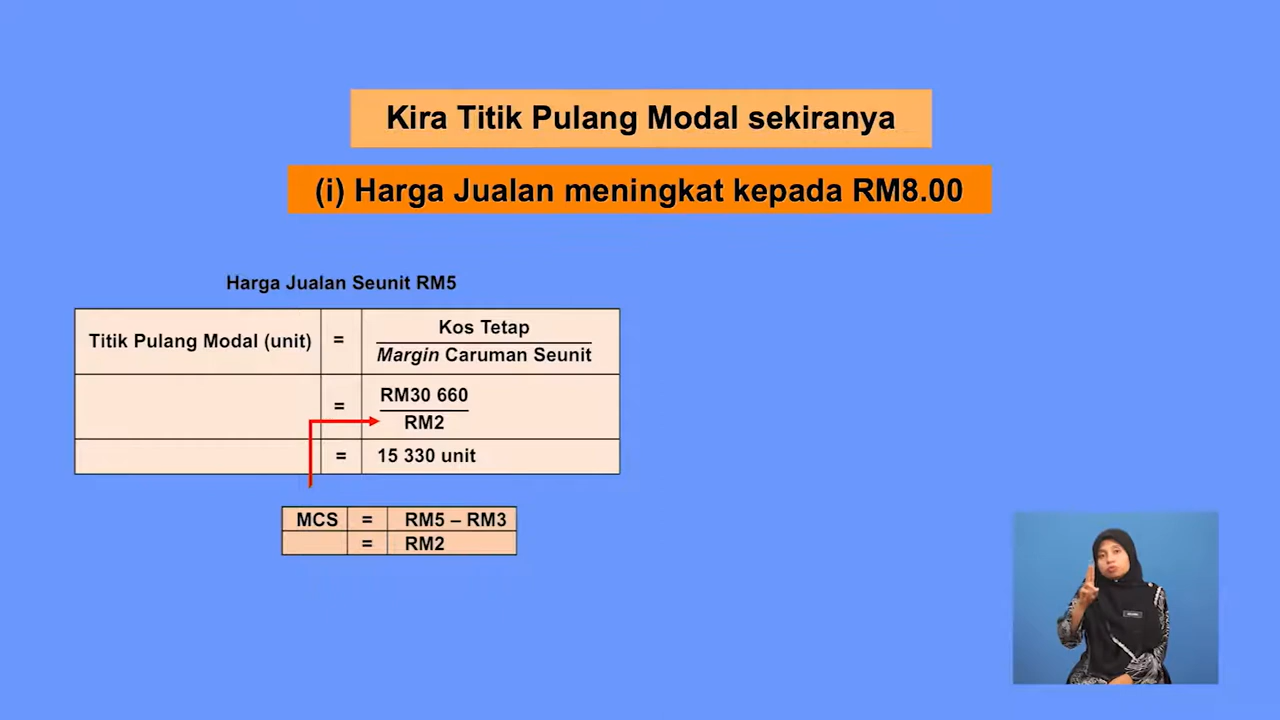 Kira Titik Pulang Modal sekiranya
(i) Harga Jualan meningkat kepada RM8.00
Harga Jualan Seunit RM5
Titik Pulang Modal (unit) = Kos Tetap
Margin Caruman Seunit
= RM30 660
RM2
= 15 330 unit
MCS = RM5 – RM3
= RM2